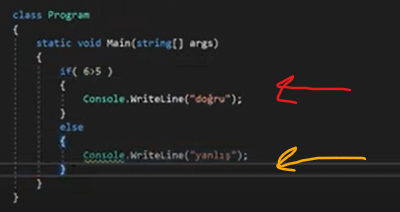 class Program
{
static void Main(string[] args)
{
if( 6>5 )
{
Console.WriteLine("doğru");
}
else
{
Console.WriteLine("yanlış");
}
}
}